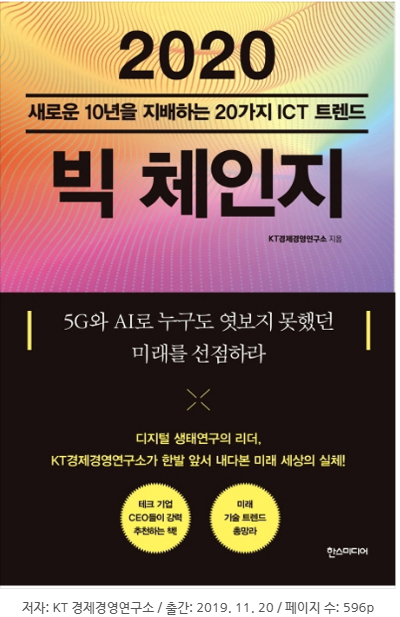 2020
새로운 10년을 지배하는 20가지 ICT 트렌드
빅 체인지
KT경제경영연구소 지음
5G와 AI로 누구도 엿보지 못했던
미래를 선점하라
디지털 생태연구의 리더,
KT경제경영연구소가 한발 앞서 내다본 미래 세상의 실체!
테크 기업
CEO들이 강력
추천하는 책!
미래
기술 트렌드
총망라
한스미디어
저자: KT 경제경영연구소 / 출간: 2019. 11. 20 / 페이지 수: 596p